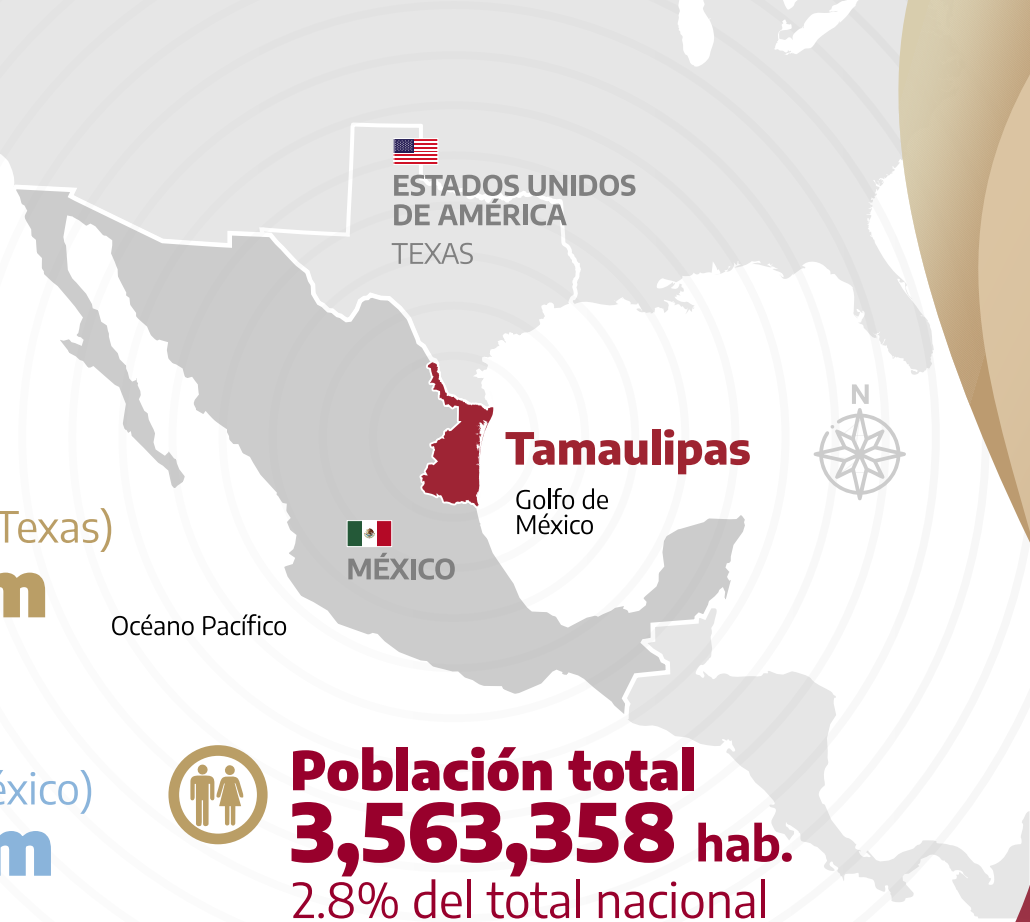 ESTADOS UNIDOS
DE AMÉRICA
TEXAS
N
Tamaulipas
Golfo de
México
MÉXICO
Texas)
m
Océano Pacífico
éxico)
m
Población total
3,563,358 hab.
2.8% del total nacional